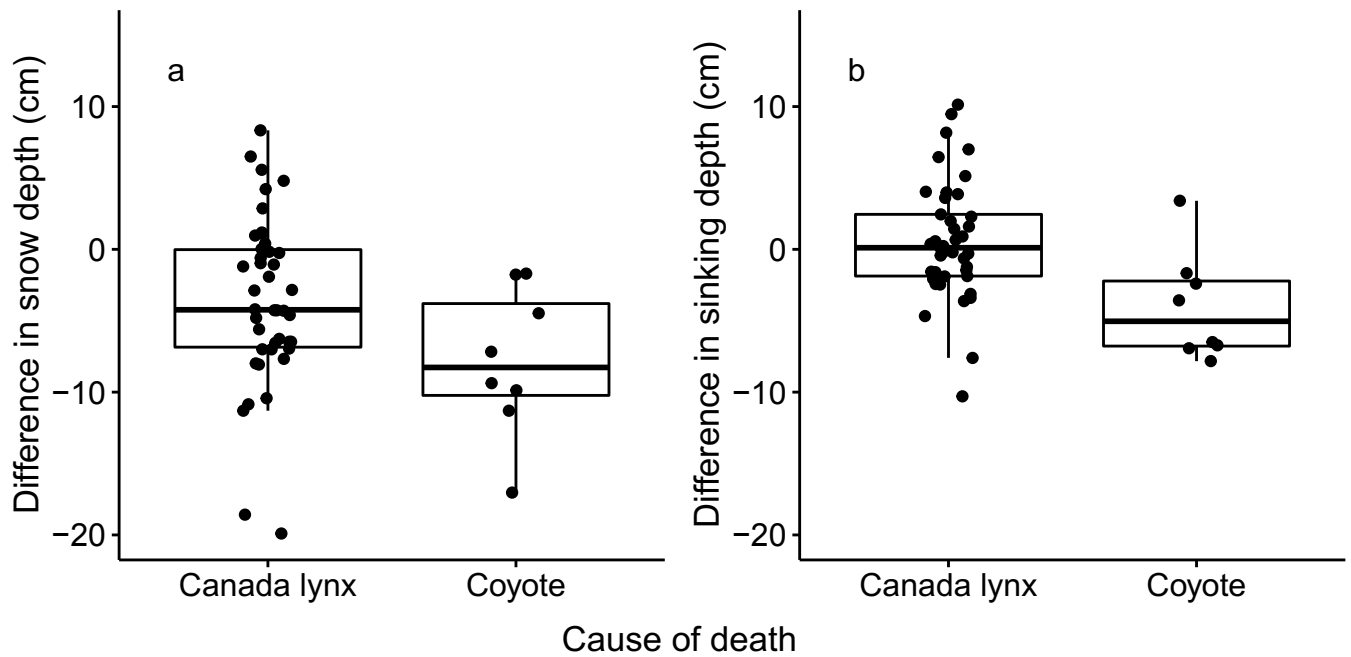 a
Difference in snow depth (cm)
10
0
−10
−20
Canada lynx
Coyote
b
Difference in sinking depth (cm)
10
0
−10
−20
Canada lynx
Coyote
Cause of death